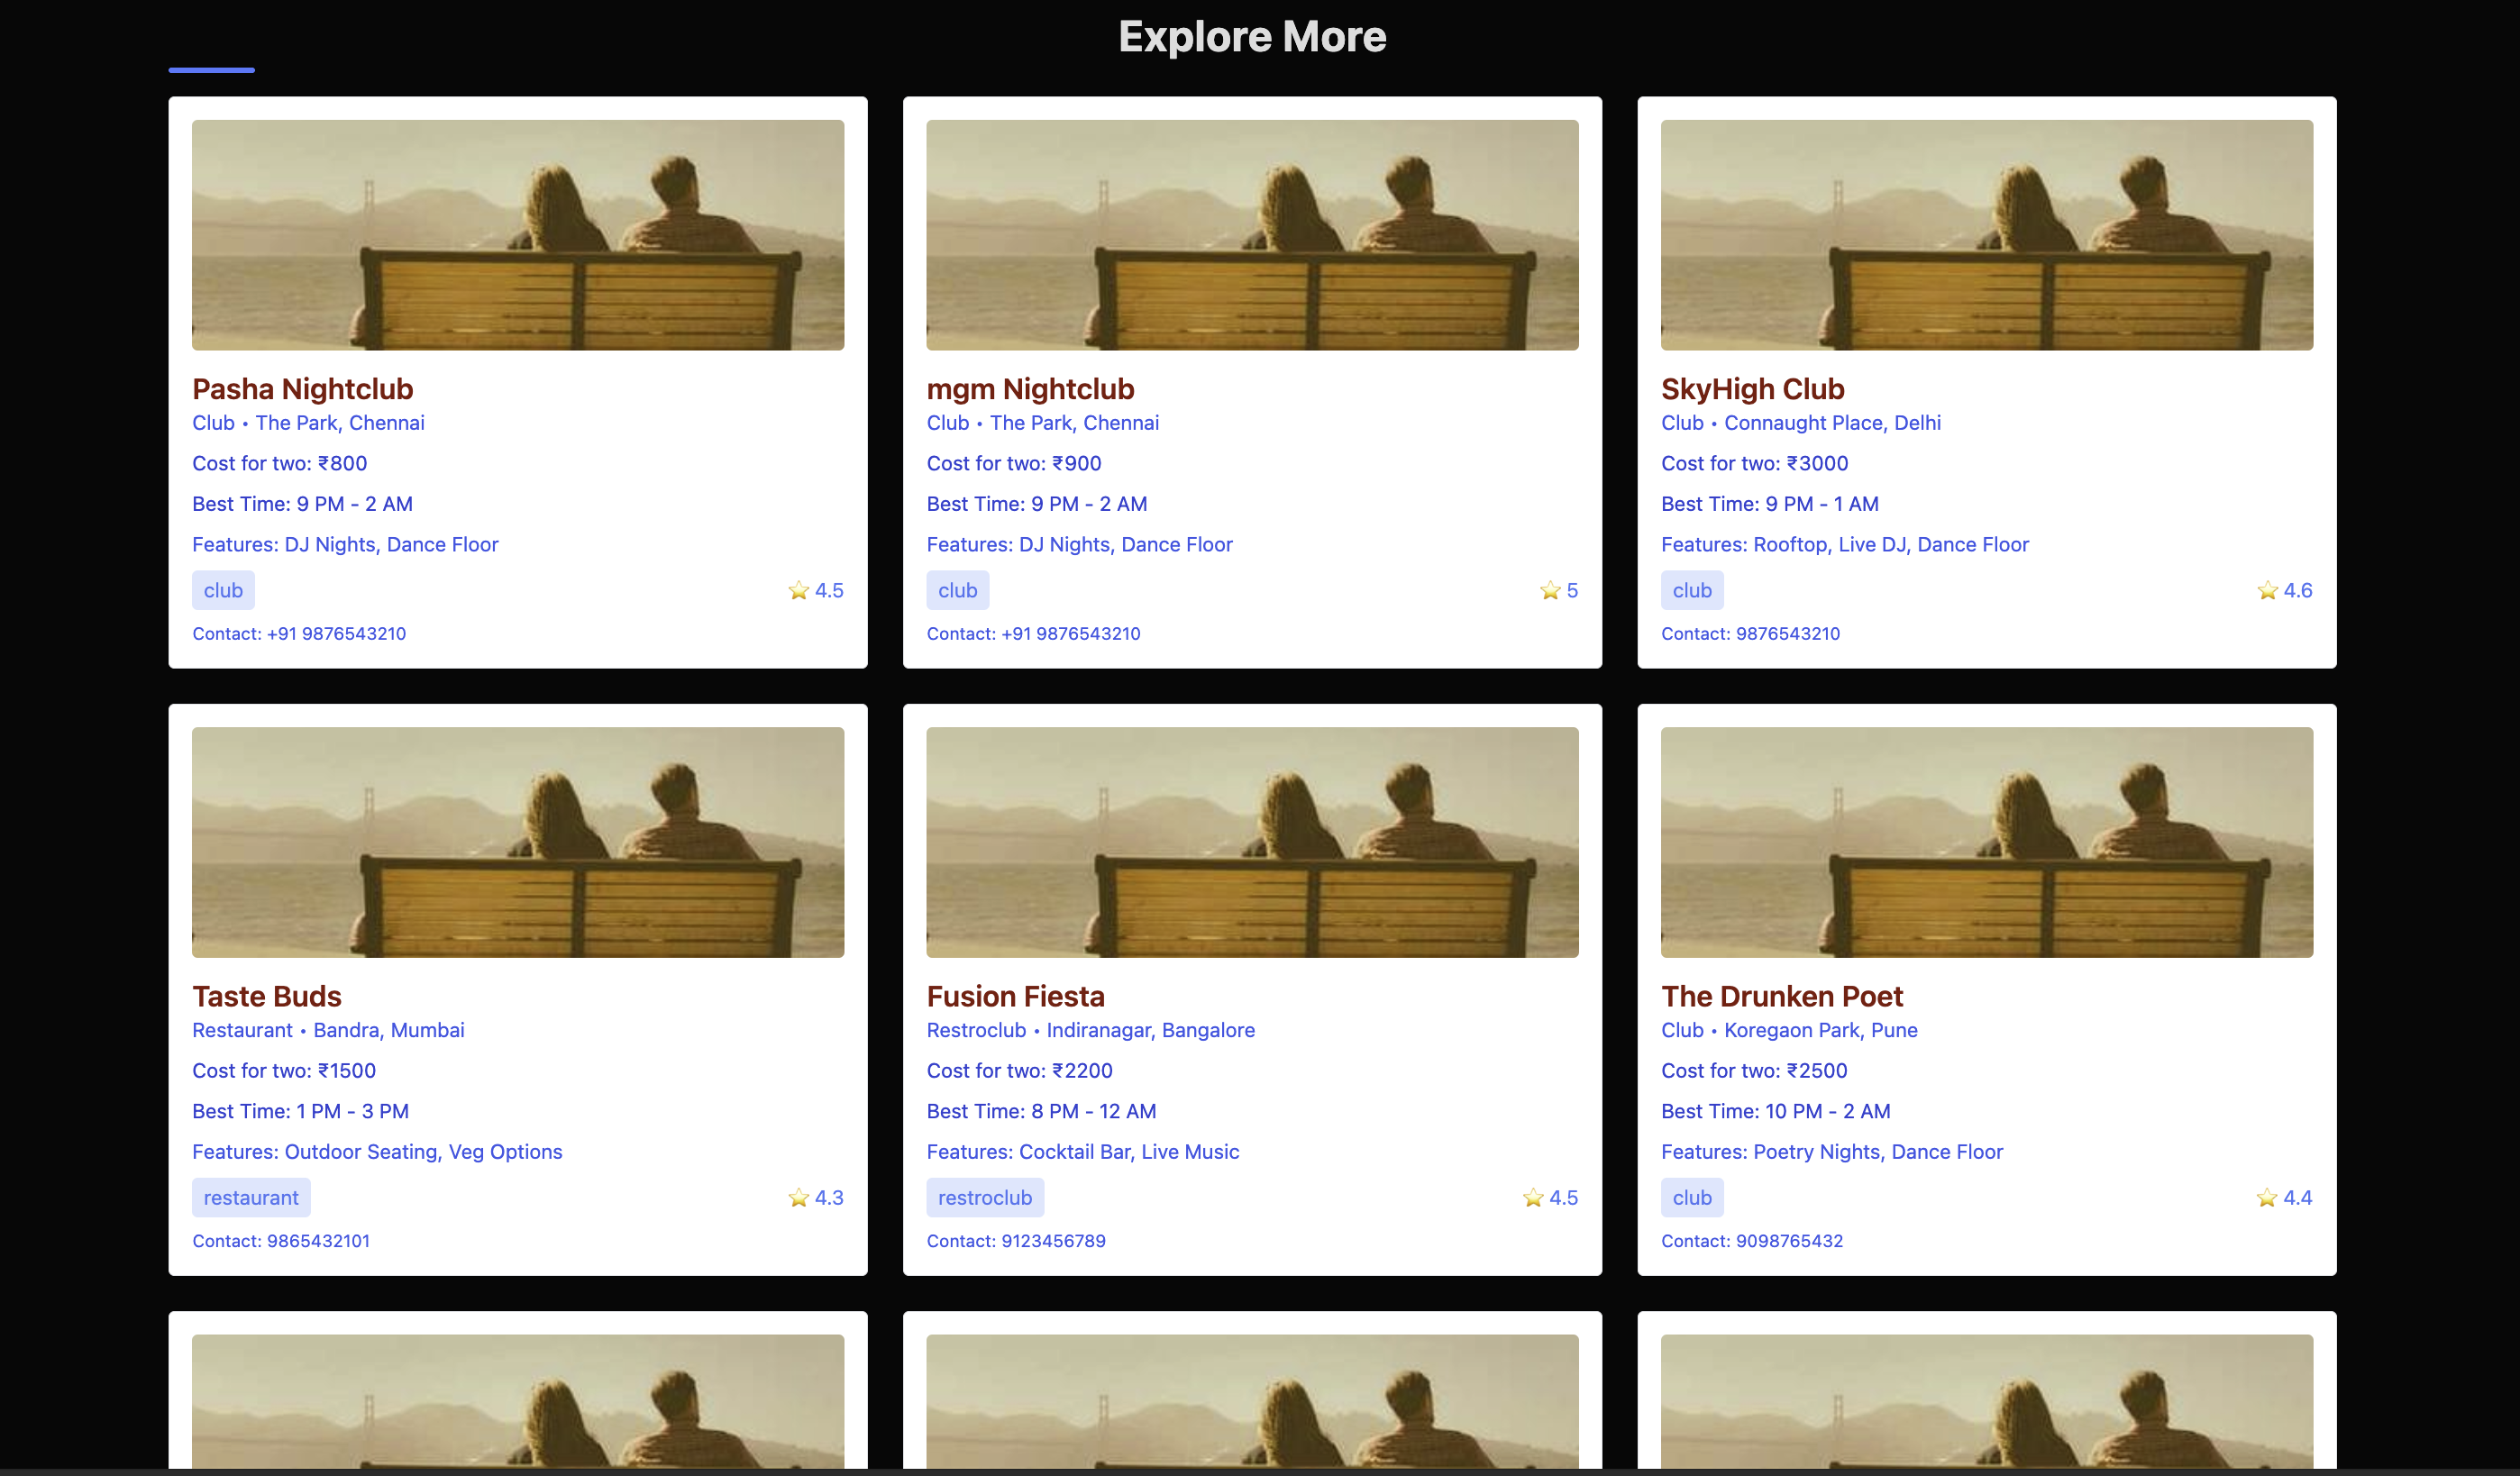 Explore More
Pasha Nightclub
Club • The Park, Chennai
Cost for two: ₹800
Best Time: 9 PM - 2 AM
Features: DJ Nights, Dance Floor
club
⭐ 4.5
Contact: +91 9876543210
mgm Nightclub
Club • The Park, Chennai
Cost for two: ₹900
Best Time: 9 PM - 2 AM
Features: DJ Nights, Dance Floor
club
⭐ 5
Contact: +91 9876543210
SkyHigh Club
Club • Connaught Place, Delhi
Cost for two: ₹3000
Best Time: 9 PM - 1 AM
Features: Rooftop, Live DJ, Dance Floor
club
⭐ 4.6
Contact: 9876543210
Taste Buds
Restaurant • Bandra, Mumbai
Cost for two: ₹1500
Best Time: 1 PM - 3 PM
Features: Outdoor Seating, Veg Options
restaurant
⭐ 4.3
Contact: 9865432101
Fusion Fiesta
Restroclub • Indiranagar, Bangalore
Cost for two: ₹2200
Best Time: 8 PM - 12 AM
Features: Cocktail Bar, Live Music
restroclub
⭐ 4.5
Contact: 9123456789
The Drunken Poet
Club • Koregaon Park, Pune
Cost for two: ₹2500
Best Time: 10 PM - 2 AM
Features: Poetry Nights, Dance Floor
club
⭐ 4.4
Contact: 9098765432